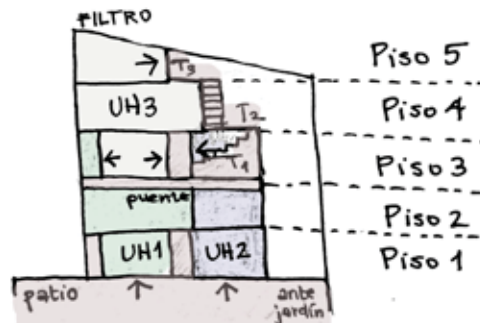 FILTRO
Piso 5
T3
UH3
Piso 4
T2
T1
Piso 3
puente
Piso 2
UH1
UH2
Piso 1
patio
ante
jardín